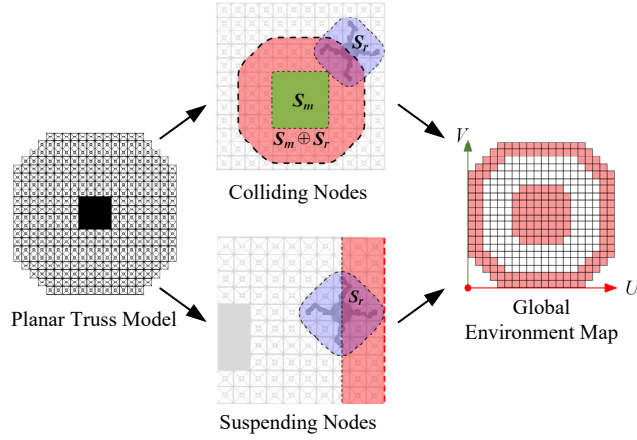 Planar Truss Model
S_r
S_m
S_m ⊕ S_r
Colliding Nodes
S_r
Suspending Nodes
V
U
Global
Environment Map